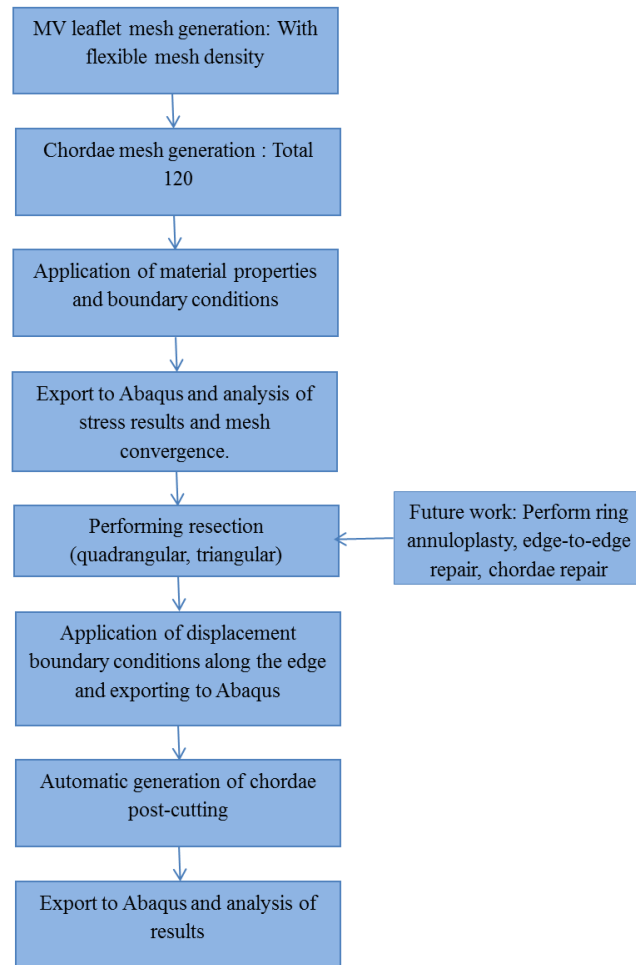 MV leaflet mesh generation: With
flexible mesh density
Chordae mesh generation : Total
120
Application of material properties
and boundary conditions
Export to Abaqus and analysis of
stress results and mesh
convergence.
Performing resection
(quadrangular, triangular)
Future work: Perform ring
annuloplasty, edge-to-edge
repair, chordae repair
Application of displacement
boundary conditions along the edge
and exporting to Abaqus
Automatic generation of chordae
post-cutting
Export to Abaqus and analysis of
results